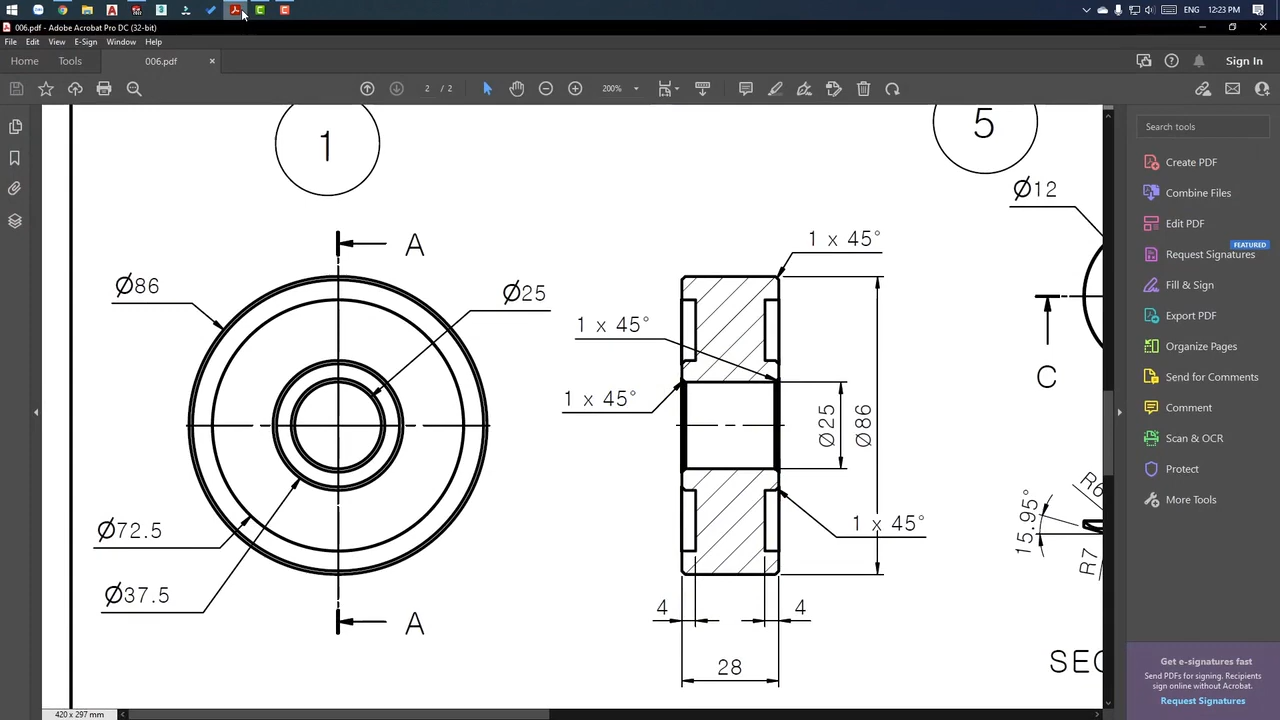 ENG 12:23 PM
006.pdf - Adobe Acrobat Pro DC (32-bit)
File Edit View E-Sign Window Help
Home Tools 006.pdf × Sign In
2 / 2 200%
Search tools
Create PDF
Combine Files
Edit PDF
FEATURED
Request Signatures
Fill & Sign
Export PDF
Organize Pages
Send for Comments
Comment
Scan & OCR
Protect
More Tools
Get e-signatures fast
Send PDFs for signing. Recipients
sign online without Acrobat.
Request Signatures
1
5
Ø12
A
1 x 45°
Ø86
Ø25
1 x 45°
C
1 x 45°
Ø25
Ø86
R6
15.95°
1 x 45°
Ø72.5
R7
Ø37.5
4
4
A
28
SEC
420 x 297 mm